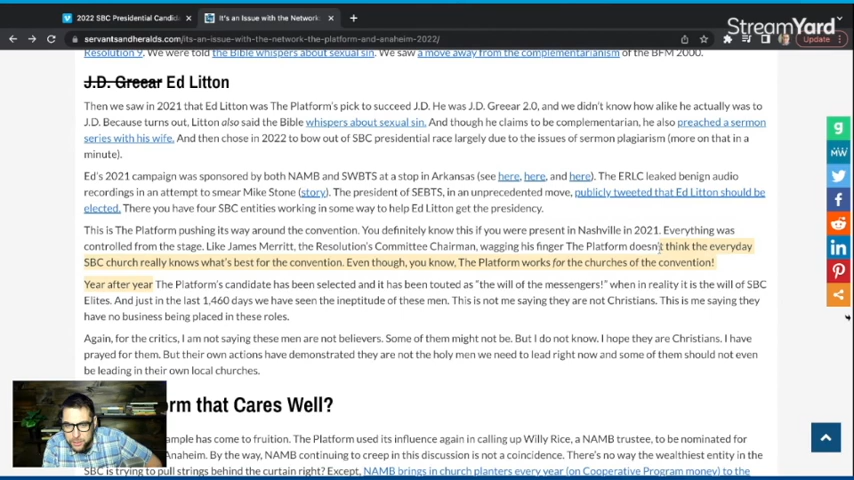 2022 SBC Presidential Candid
It's an Issue with the Network
StreamYard
servantsandheralds.com/its-an-issue-with-the-network-the-platform-and-anaheim-2022/
Update
Resolution 9. We were told the Bible whispers about sexual sin. We saw a move away from the complementarianism of the BFM 2000.
J.D. Greear Ed Litton
Then we saw in 2021 that Ed Litton was The Platform's pick to succeed J.D. He was J.D. Greear 2.0, and we didn't know how alike he actually was to
J.D. Because turns out, Litton also said the Bible whispers about sexual sin. And though he claims to be complementarian, he also preached a sermon
series with his wife. And then chose in 2022 to bow out of SBC presidential race largely due to the issues of sermon plagiarism (more on that in a
minute).
Ed's 2021 campaign was sponsored by both NAMB and SWBTS at a stop in Arkansas (see here, here, and here). The ERLC leaked benign audio
recordings in an attempt to smear Mike Stone (story). The president of SEBTS, in an unprecedented move, publicly tweeted that Ed Litton should be
elected. There you have four SBC entities working in some way to help Ed Litton get the presidency.
This is The Platform pushing its way around the convention. You definitely know this if you were present in Nashville in 2021. Everything was
controlled from the stage. Like James Merritt, the Resolution's Committee Chairman, wagging his finger The Platform doesn't think the everyday
SBC church really knows what's best for the convention. Even though, you know, The Platform works for the churches of the convention!
Year after year The Platform's candidate has been selected and it has been touted as "the will of the messengers!" when in reality it is the will of SBC
Elites. And just in the last 1,460 days we have seen the ineptitude of these men. This is not me saying they are not Christians. This is me saying they
have no business being placed in these roles.
Again, for the critics, I am not saying these men are not believers. Some of them might not be. But I do not know. I hope they are Christians. I have
prayed for them. But their own actions have demonstrated they are not the holy men we need to lead right now and some of them should not even
be leading in their own local churches.
rm that Cares Well?
ample has come to fruition. The Platform used its influence again in calling up Willy Rice, a NAMB trustee, to be nominated for
Anaheim. By the way, NAMB continuing to creep in this discussion is not a coincidence. There's no way the wealthiest entity in the
SBC is trying to pull strings behind the curtain right? Except, NAMB brings in church planters every year (on Cooperative Program money) to the
g
MW